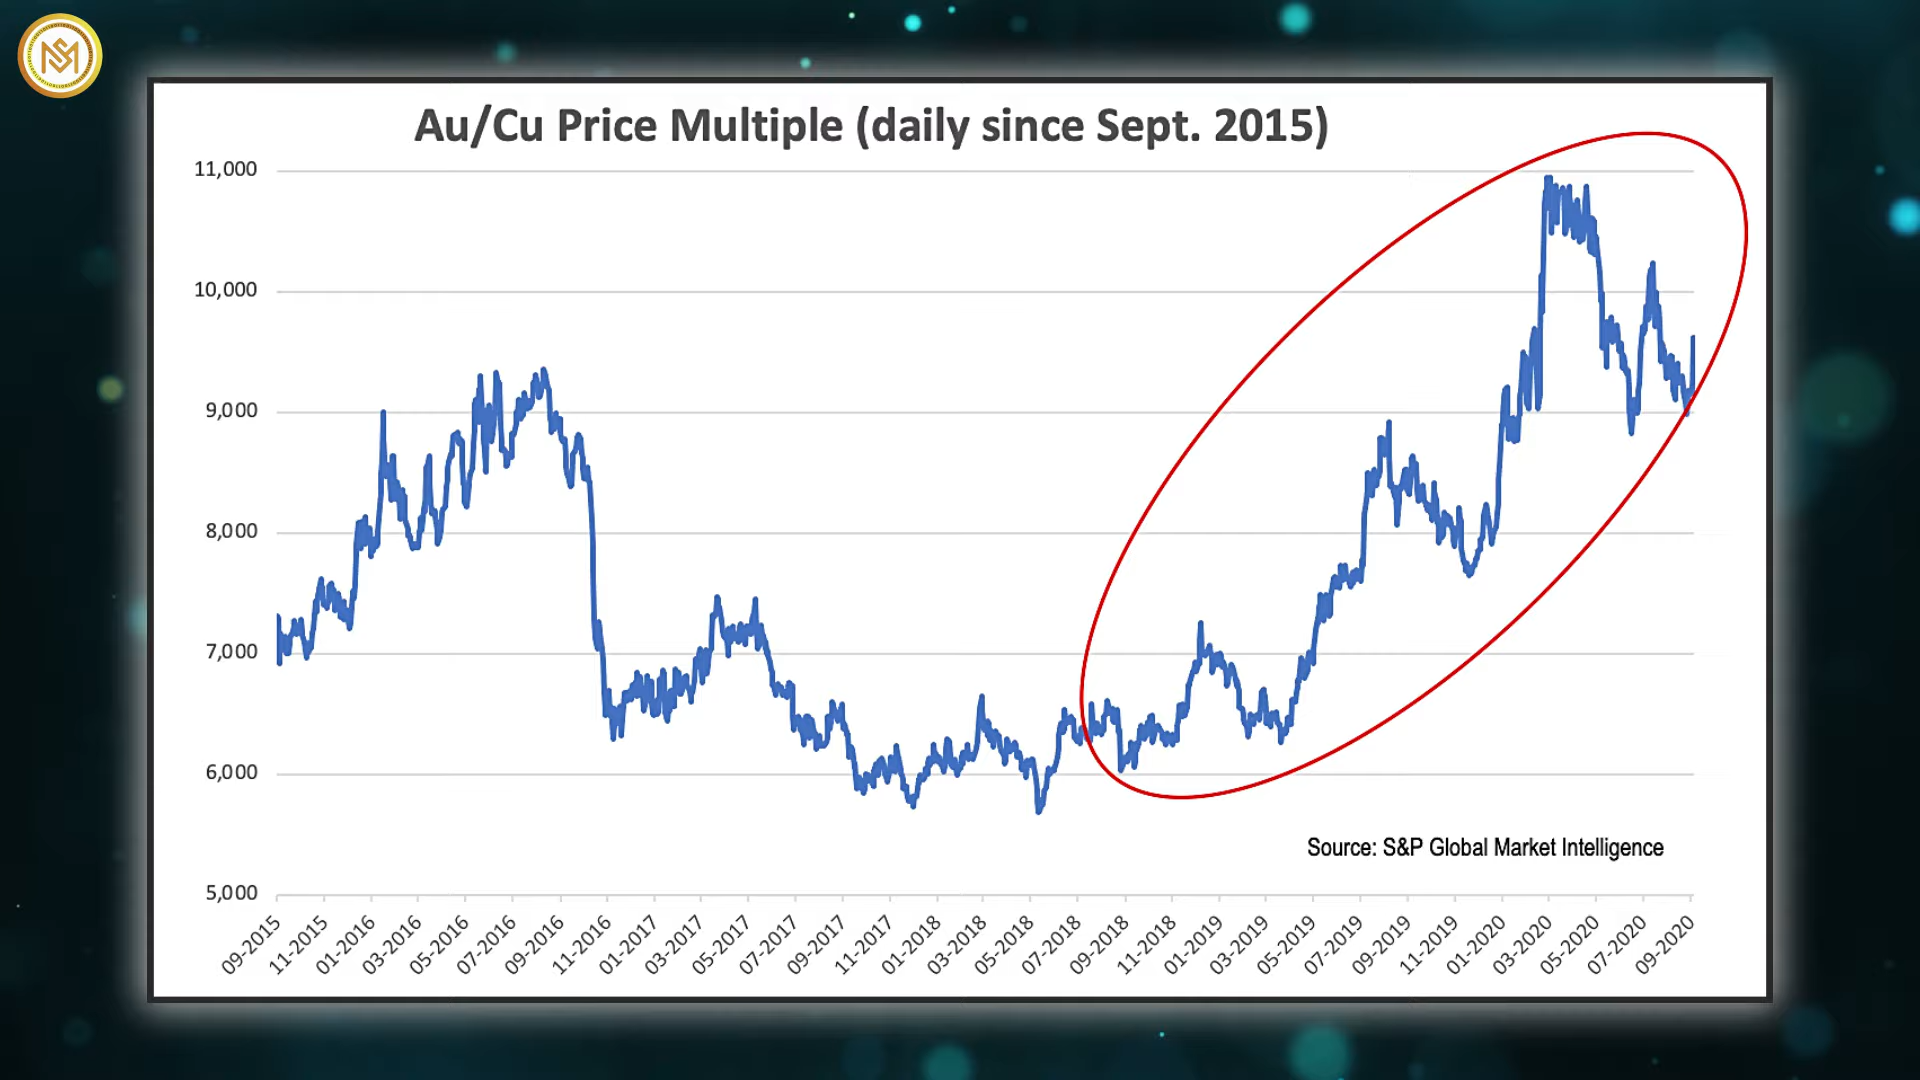 Au/Cu Price Multiple (daily since Sept. 2015)
11,000
10,000
9,000
8,000
7,000
6,000
5,000
Source: S&P Global Market Intelligence
09-2015 11-2015 01-2016 03-2016 05-2016 07-2016 09-2016 11-2016 01-2017 03-2017 05-2017 07-2017 09-2017 11-2017 01-2018 03-2018 05-2018 07-2018 09-2018 11-2018 01-2019 03-2019 05-2019 07-2019 09-2019 11-2019 01-2020 03-2020 05-2020 07-2020 09-2020